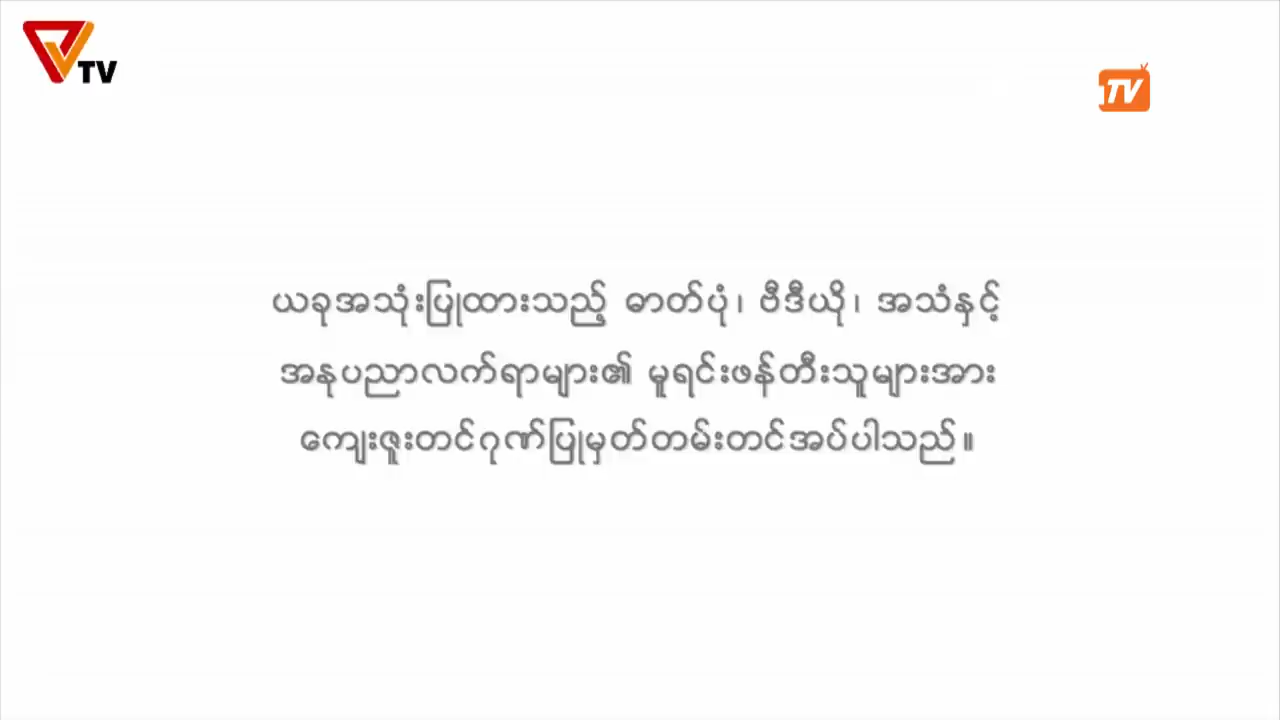 TV
TV
ယခုအသုံးပြုထားသည့် ဓာတ်ပုံ၊ ဗီဒီယို၊ အသံနှင့်
အနုပညာလက်ရာများ၏ မူရင်းဖန်တီးသူများအား
ကျေးဇူးတင်ဂုဏ်ပြုမှတ်တမ်းတင်အပ်ပါသည်။